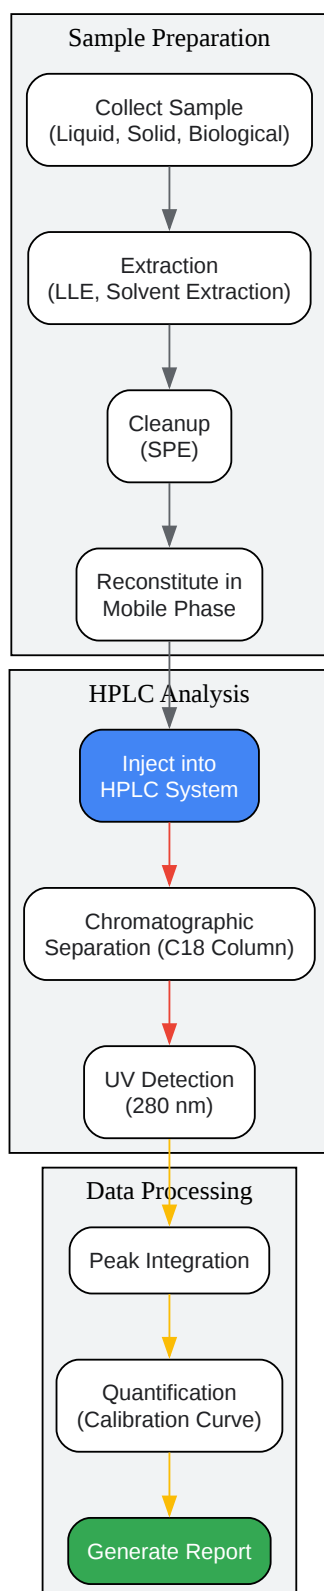 Sample Preparation
Collect Sample
(Liquid, Solid, Biological)
Extraction
(LLE, Solvent Extraction)
Cleanup
(SPE)
Reconstitute in
Mobile Phase
HPLC Analysis
Inject into
HPLC System
Chromatographic
Separation (C18 Column)
UV Detection
(280 nm)
Data Processing
Peak Integration
Quantification
(Calibration Curve)
Generate Report